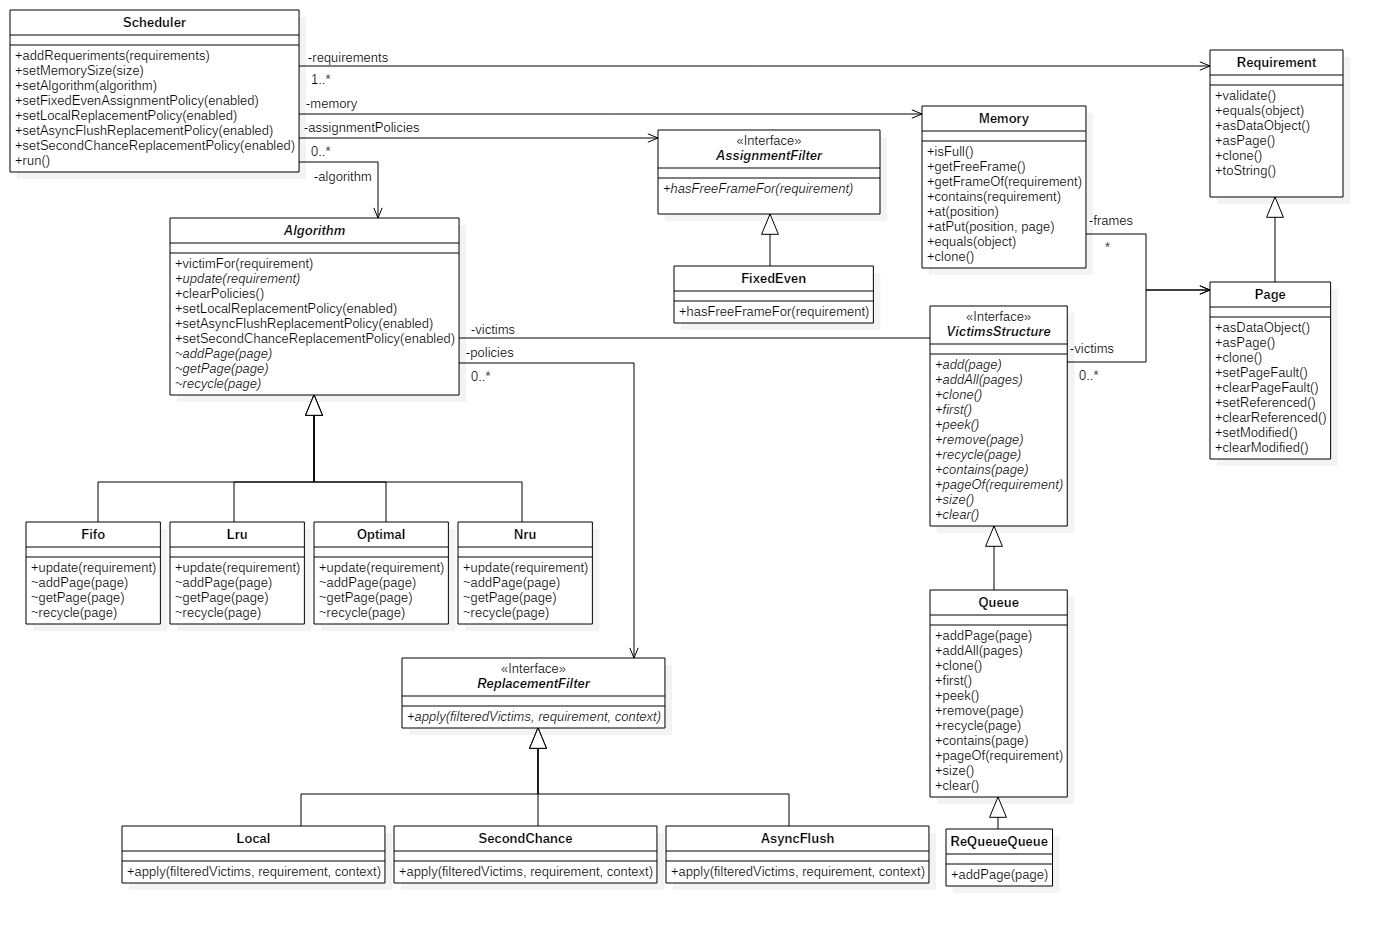 Scheduler
+addRequeriments(requirements)
+setMemorySize(size)
+setAlgorithm(algorithm)
+setFixedEvenAssignmentPolicy(enabled)
+setLocalReplacementPolicy(enabled)
+setAsyncFlushReplacementPolicy(enabled)
+setSecondChanceReplacementPolicy(enabled)
+run()
-requirements
1..*
-memory
-assignmentPolicies
0..*
-algorithm
Requirement
+validate()
+equals(object)
+asDataObject()
+asPage()
+clone()
+toString()
Memory
+isFull()
+getFreeFrame()
+getFrameOf(requirement)
+contains(requirement)
+at(position)
+atPut(position, page)
+equals(object)
+clone()
-frames
*
«Interface»
AssignmentFilter
+hasFreeFrameFor(requirement)
FixedEven
+hasFreeFrameFor(requirement)
Algorithm
+victimFor(requirement)
+update(requirement)
+clearPolicies()
+setLocalReplacementPolicy(enabled)
+setAsyncFlushReplacementPolicy(enabled)
+setSecondChanceReplacementPolicy(enabled)
~addPage(page)
~getPage(page)
~recycle(page)
-victims
-policies
0..*
«Interface»
VictimsStructure
+add(page)
+addAll(pages)
+clone()
+first()
+peek()
+remove(page)
+recycle(page)
+contains(page)
+pageOf(requirement)
+size()
+clear()
-victims
0..*
Page
+asDataObject()
+asPage()
+clone()
+setPageFault()
+clearPageFault()
+setReferenced()
+clearReferenced()
+setModified()
+clearModified()
Fifo
+update(requirement)
~addPage(page)
~getPage(page)
~recycle(page)
Lru
+update(requirement)
~addPage(page)
~getPage(page)
~recycle(page)
Optimal
+update(requirement)
~addPage(page)
~getPage(page)
~recycle(page)
Nru
+update(requirement)
~addPage(page)
~getPage(page)
~recycle(page)
Queue
+addPage(page)
+addAll(pages)
+clone()
+first()
+peek()
+remove(page)
+recycle(page)
+contains(page)
+pageOf(requirement)
+size()
+clear()
«Interface»
ReplacementFilter
+apply(filteredVictims, requirement, context)
Local
+apply(filteredVictims, requirement, context)
SecondChance
+apply(filteredVictims, requirement, context)
AsyncFlush
+apply(filteredVictims, requirement, context)
ReQueueQueue
+addPage(page)